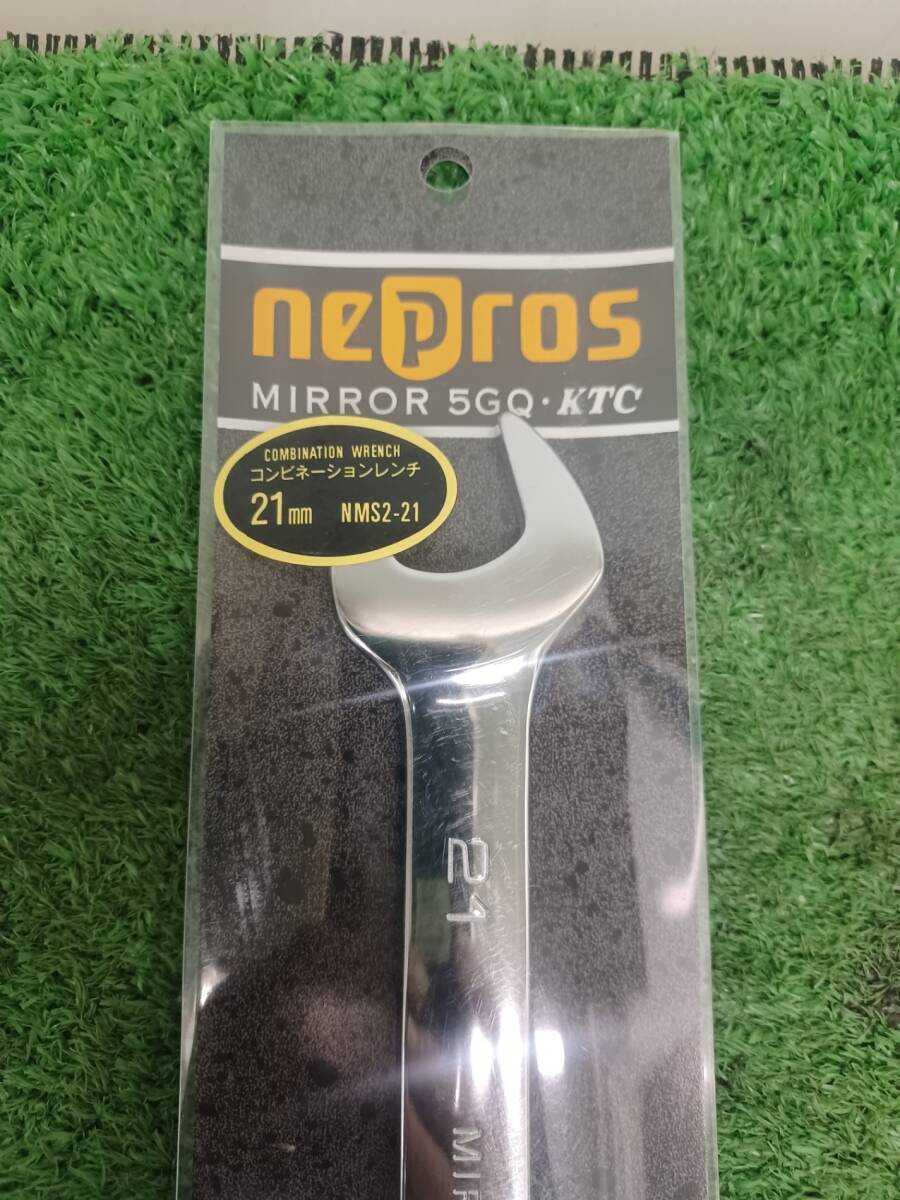 nepros
MIRROR 5GQ・KTC
COMBINATION WRENCH
コンビネーションレンチ
21mm NMS2-21
21
MI